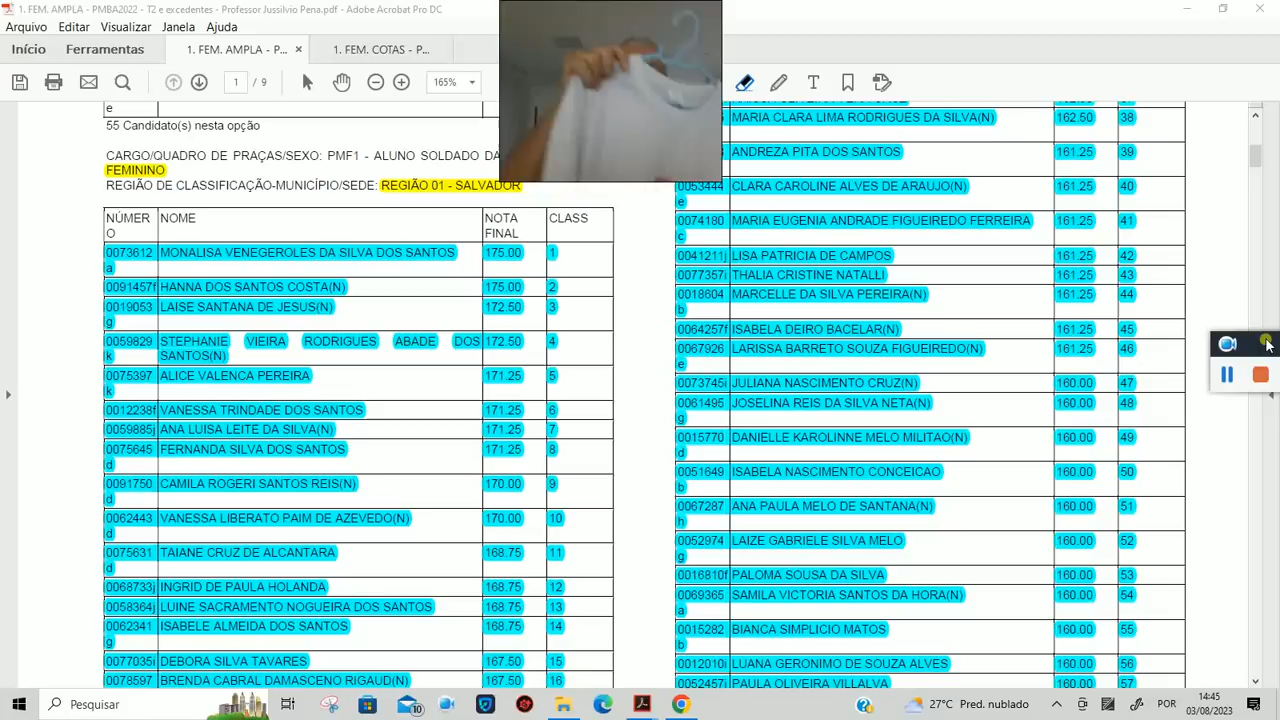 1. FEM. AMPLA - PMBA2022 - T2 e excedentes - Professor Jussilvio Pena.pdf - Adobe Acrobat Pro DC
Arquivo Editar Visualizar Janela Ajuda
Início Ferramentas 1. FEM. AMPLA - P... × 1. FEM. COTAS - P...
1 / 9 165%
e
55 Candidato(s) nesta opção
CARGO/QUADRO DE PRAÇAS/SEXO: PMF1 - ALUNO SOLDADO DA
FEMININO
REGIÃO DE CLASSIFICAÇÃO-MUNICÍPIO/SEDE: REGIÃO 01 - SALVADOR
NÚMER
O NOME NOTA
FINAL CLASS
0073612
a MONALISA VENEGEROLES DA SILVA DOS SANTOS 175.00 1
0091457f HANNA DOS SANTOS COSTA(N) 175.00 2
0019053
g LAISE SANTANA DE JESUS(N) 172.50 3
0059829
k STEPHANIE VIEIRA RODRIGUES ABADE DOS
SANTOS(N) 172.50 4
0075397
k ALICE VALENCA PEREIRA 171.25 5
0012238f VANESSA TRINDADE DOS SANTOS 171.25 6
0059885j ANA LUISA LEITE DA SILVA(N) 171.25 7
0075645
d FERNANDA SILVA DOS SANTOS 171.25 8
0091750
d CAMILA ROGERI SANTOS REIS(N) 170.00 9
0062443
d VANESSA LIBERATO PAIM DE AZEVEDO(N) 170.00 10
0075631
d TAIANE CRUZ DE ALCANTARA 168.75 11
0068733j INGRID DE PAULA HOLANDA 168.75 12
0058364j LUINE SACRAMENTO NOGUEIRA DOS SANTOS 168.75 13
0062341
g ISABELE ALMEIDA DOS SANTOS 168.75 14
0077035i DEBORA SILVA TAVARES 167.50 15
0078597 BRENDA CABRAL DAMASCENO RIGAUD(N) 167.50 16
MARIA CLARA LIMA RODRIGUES DA SILVA(N) 162.50 38
ANDREZA PITA DOS SANTOS 161.25 39
0053444
e CLARA CAROLINE ALVES DE ARAUJO(N) 161.25 40
0074180
c MARIA EUGENIA ANDRADE FIGUEIREDO FERREIRA 161.25 41
0041211j LISA PATRICIA DE CAMPOS 161.25 42
0077357i THALIA CRISTINE NATALLI 161.25 43
0018604
b MARCELLE DA SILVA PEREIRA(N) 161.25 44
0064257f ISABELA DEIRO BACELAR(N) 161.25 45
0067926
e LARISSA BARRETO SOUZA FIGUEIREDO(N) 161.25 46
0073745i JULIANA NASCIMENTO CRUZ(N) 160.00 47
0061495
g JOSELINA REIS DA SILVA NETA(N) 160.00 48
0015770
d DANIELLE KAROLINNE MELO MILITAO(N) 160.00 49
0051649
b ISABELA NASCIMENTO CONCEICAO 160.00 50
0067287
h ANA PAULA MELO DE SANTANA(N) 160.00 51
0052974
g LAIZE GABRIELE SILVA MELO 160.00 52
0016810f PALOMA SOUSA DA SILVA 160.00 53
0069365
a SAMILA VICTORIA SANTOS DA HORA(N) 160.00 54
0015282
b BIANCA SIMPLICIO MATOS 160.00 55
0012010i LUANA GERONIMO DE SOUZA ALVES 160.00 56
0052457i PAULA OLIVEIRA VILLALVA 160.00 57
Pesquisar 27°C Pred. nublado POR 14:45
03/08/2023